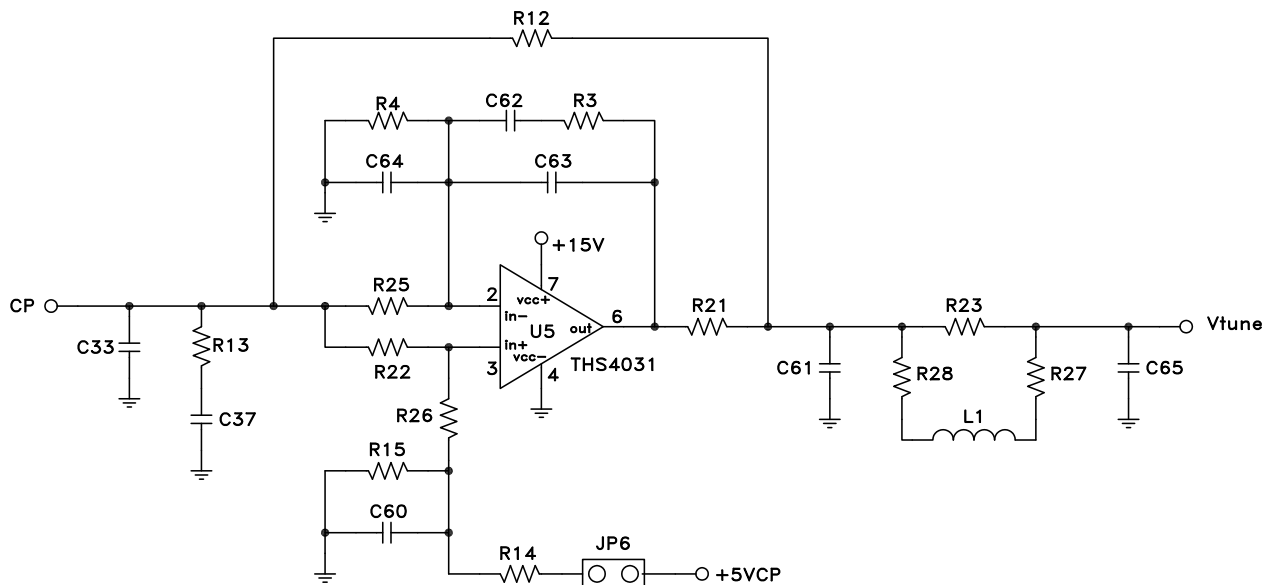 R12
R4
C62
R3
C64
C63
+15V
7
R25
2
vcc+
in-
CP
6
R21
R23
Vtune
out
U5
in+
vcc-
THS4031
C33
R13
R22
3
4
C61
R28
R27
C65
C37
R26
L1
R15
C60
R14
JP6
+5VCP